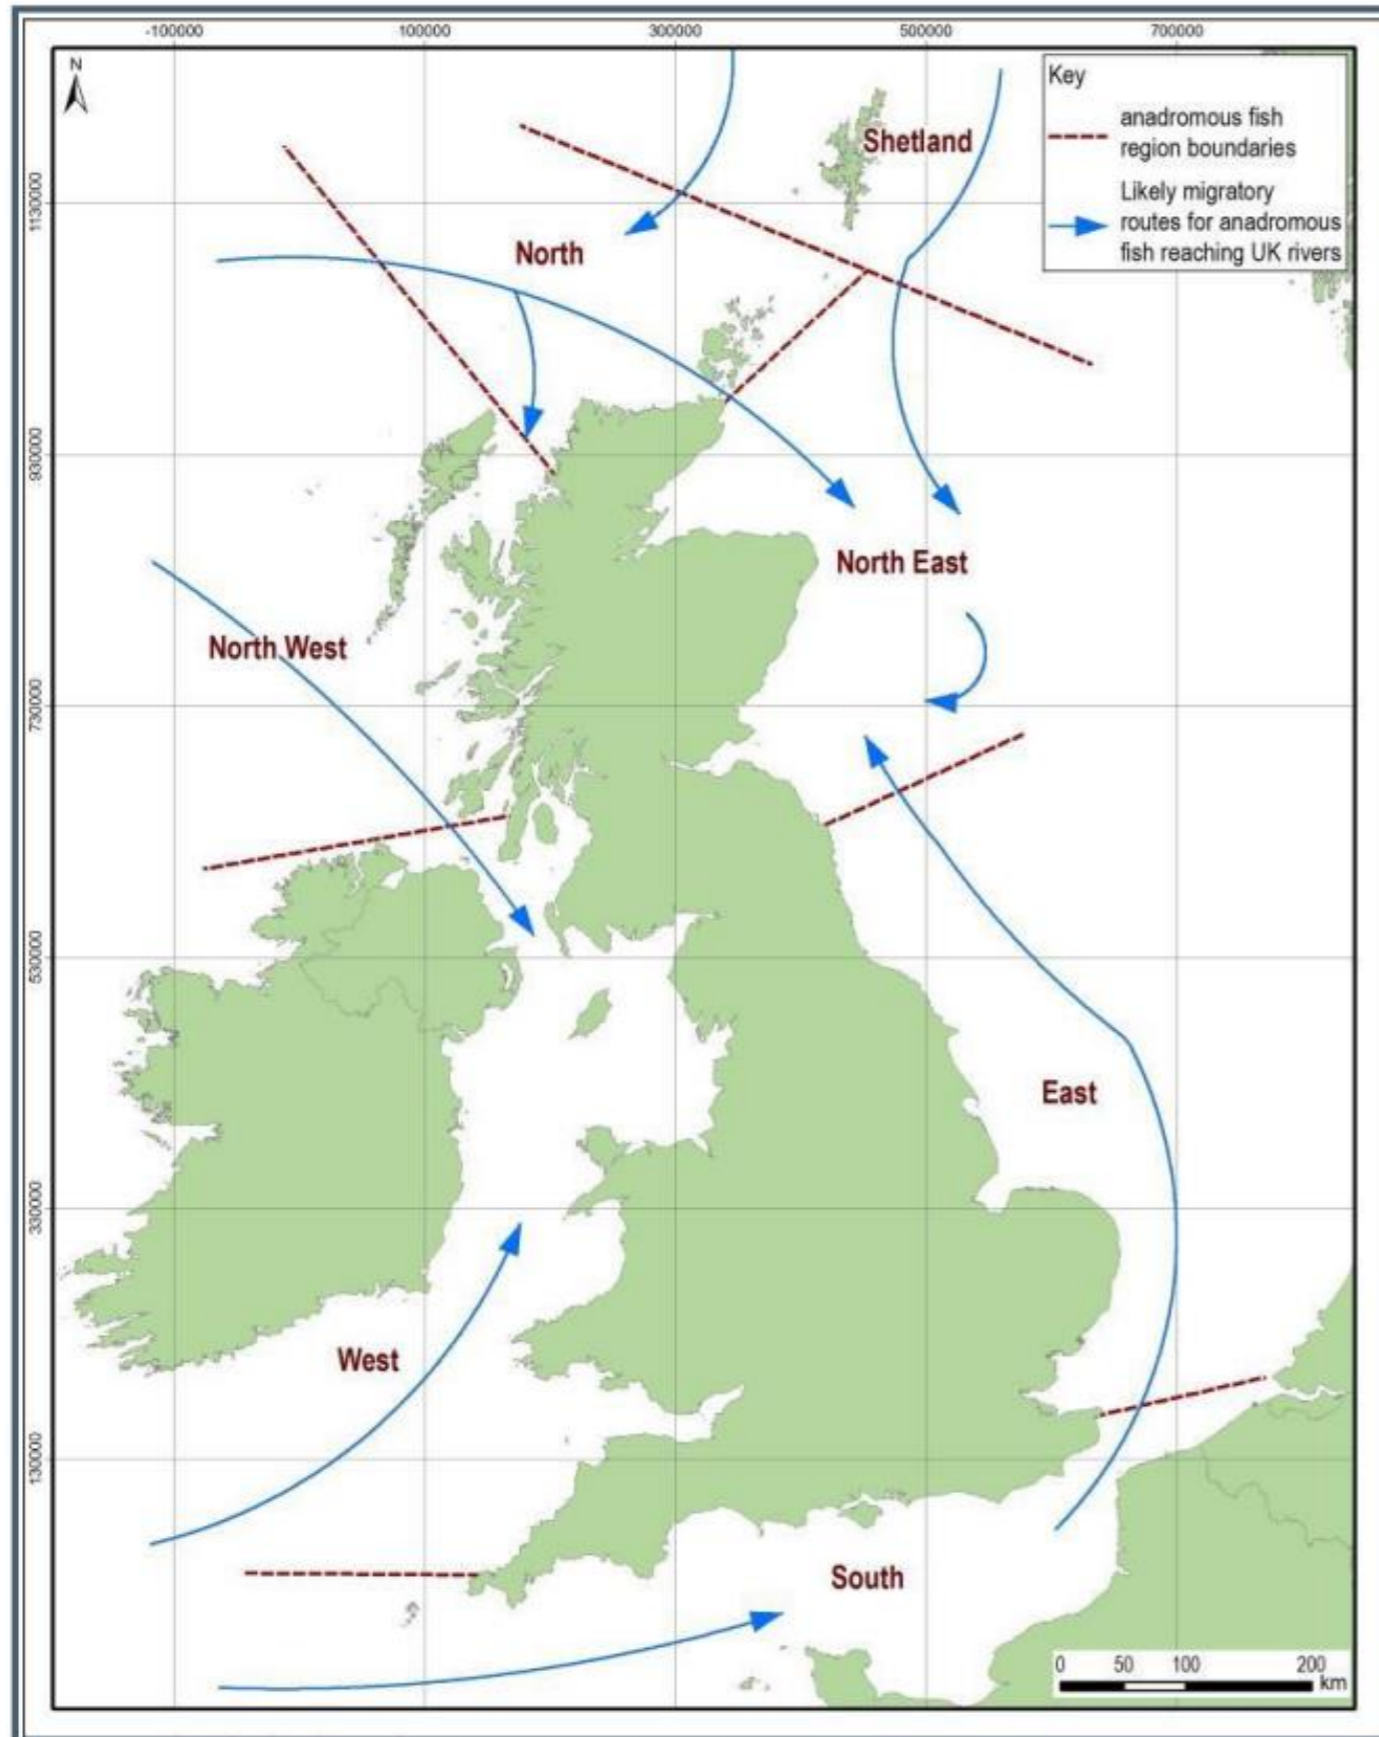 -100000 100000 300000 500000 700000
N
Key
anadromous fish
region boundaries
Likely migratory
routes for anadromous
fish reaching UK rivers
Shetland
1130000
North
930000
North East
North West
730000
530000
East
330000
West
130000
South
0 50 100 200
km